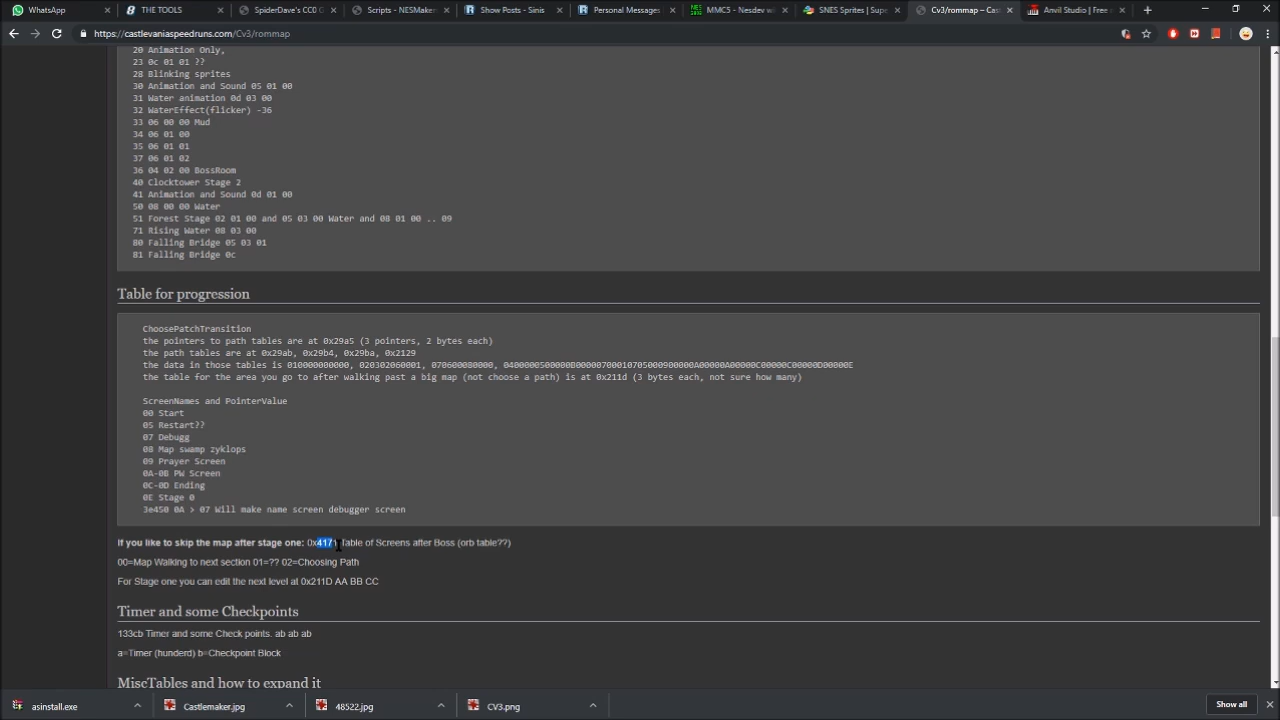 WhatsApp
THE TOOLS
SpiderDave's CC0 G
Scripts - NESMaker
Show Posts - Sinis
Personal Messages
MMC5 - Nesdev wi
SNES Sprites | Supe
Cv3/rommap – Cas
Anvil Studio | Free
https://castlevaniaspeedruns.com/Cv3/rommap
20 Animation Only,
23 0c 01 01 ??
28 Blinking sprites
30 Animation and Sound 05 01 00
31 Water animation 0d 03 00
32 WaterEffect(flicker) -36
33 06 00 00 Mud
34 06 01 00
35 06 01 01
37 06 01 02
36 04 02 00 BossRoom
40 Clocktower Stage 2
41 Animation and Sound 0d 01 00
50 08 00 00 Water
51 Forest Stage 02 01 00 and 05 03 00 Water and 08 01 00 .. 09
71 Rising Water 08 03 00
80 Falling Bridge 05 03 01
81 Falling Bridge 0c
Table for progression
ChoosePatchTransition
the pointers to path tables are at 0x29a5 (3 pointers, 2 bytes each)
the path tables are at 0x29ab, 0x29b4, 0x29ba, 0x2129
the data in those tables is 010000000000, 020302060001, 070600080000, 0400000500000B00000700010705000900000A00000A00000C00000C00000D00000E
the table for the area you go to after walking past a big map (not choose a path) is at 0x211d (3 bytes each, not sure how many)
ScreenNames and PointerValue
00 Start
05 Restart??
07 Debugg
08 Map swamp zyklops
09 Prayer Screen
0A-0B PW Screen
0C-0D Ending
0E Stage 0
3e450 0A > 07 Will make name screen debugger screen
If you like to skip the map after stage one: 0x4171 Table of Screens after Boss (orb table??)
00=Map Walking to next section 01=?? 02=Choosing Path
For Stage one you can edit the next level at 0x211D AA BB CC
Timer and some Checkpoints
133cb Timer and some Check points. ab ab ab
a=Timer (hunderd) b=Checkpoint Block
MiscTables and how to expand it
asinstall.exe
Castlemaker.jpg
48522.jpg
CV3.png
Show all